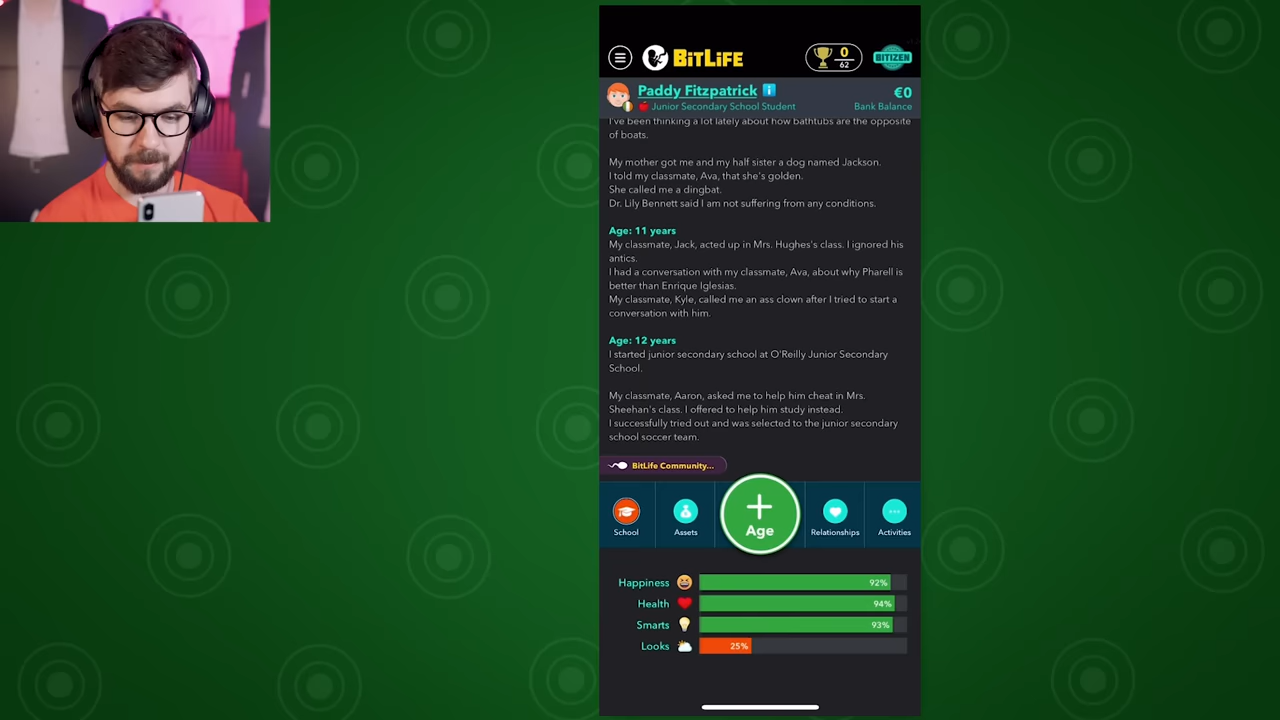 BITLIFE
0
62
BITIZEN
Paddy Fitzpatrick
€0
Junior Secondary School Student
Bank Balance
I've been thinking a lot lately about how bathtubs are the opposite
of boats.
My mother got me and my half sister a dog named Jackson.
I told my classmate, Ava, that she's golden.
She called me a dingbat.
Dr. Lily Bennett said I am not suffering from any conditions.
Age: 11 years
My classmate, Jack, acted up in Mrs. Hughes's class. I ignored his
antics.
I had a conversation with my classmate, Ava, about why Pharell is
better than Enrique Iglesias.
My classmate, Kyle, called me an ass clown after I tried to start a
conversation with him.
Age: 12 years
I started junior secondary school at O'Reilly Junior Secondary
School.
My classmate, Aaron, asked me to help him cheat in Mrs.
Sheehan's class. I offered to help him study instead.
I successfully tried out and was selected to the junior secondary
school soccer team.
BitLife Community...
School
Assets
Age
Relationships
Activities
Happiness
92%
Health
94%
Smarts
93%
Looks
25%